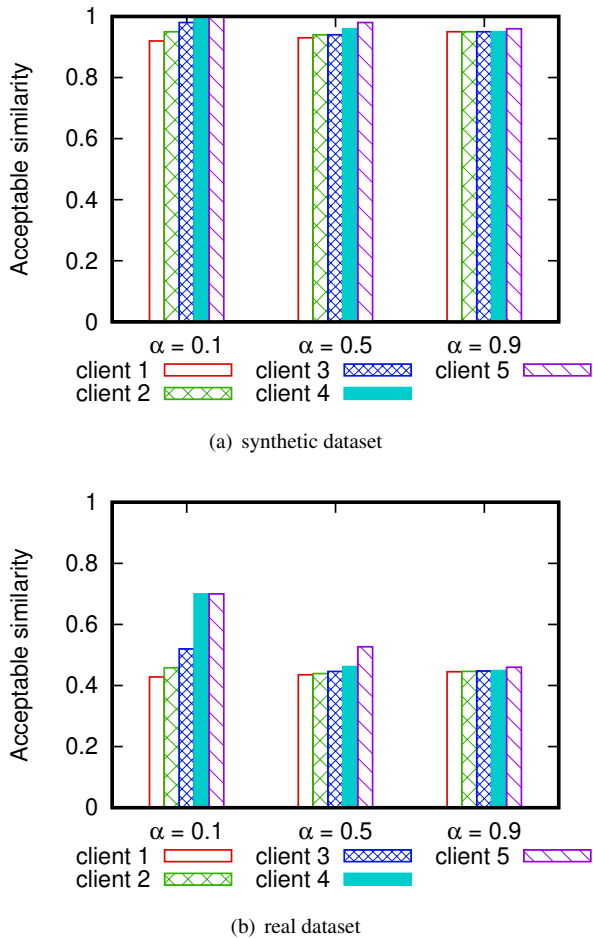 1
0.8
0.6
0.4
0.2
0
Acceptable similarity
α = 0.1 α = 0.5 α = 0.9
client 1 client 3 client 5
client 2 client 4
(a) synthetic dataset
1
0.8
0.6
0.4
0.2
0
Acceptable similarity
α = 0.1 α = 0.5 α = 0.9
client 1 client 3 client 5
client 2 client 4
(b) real dataset